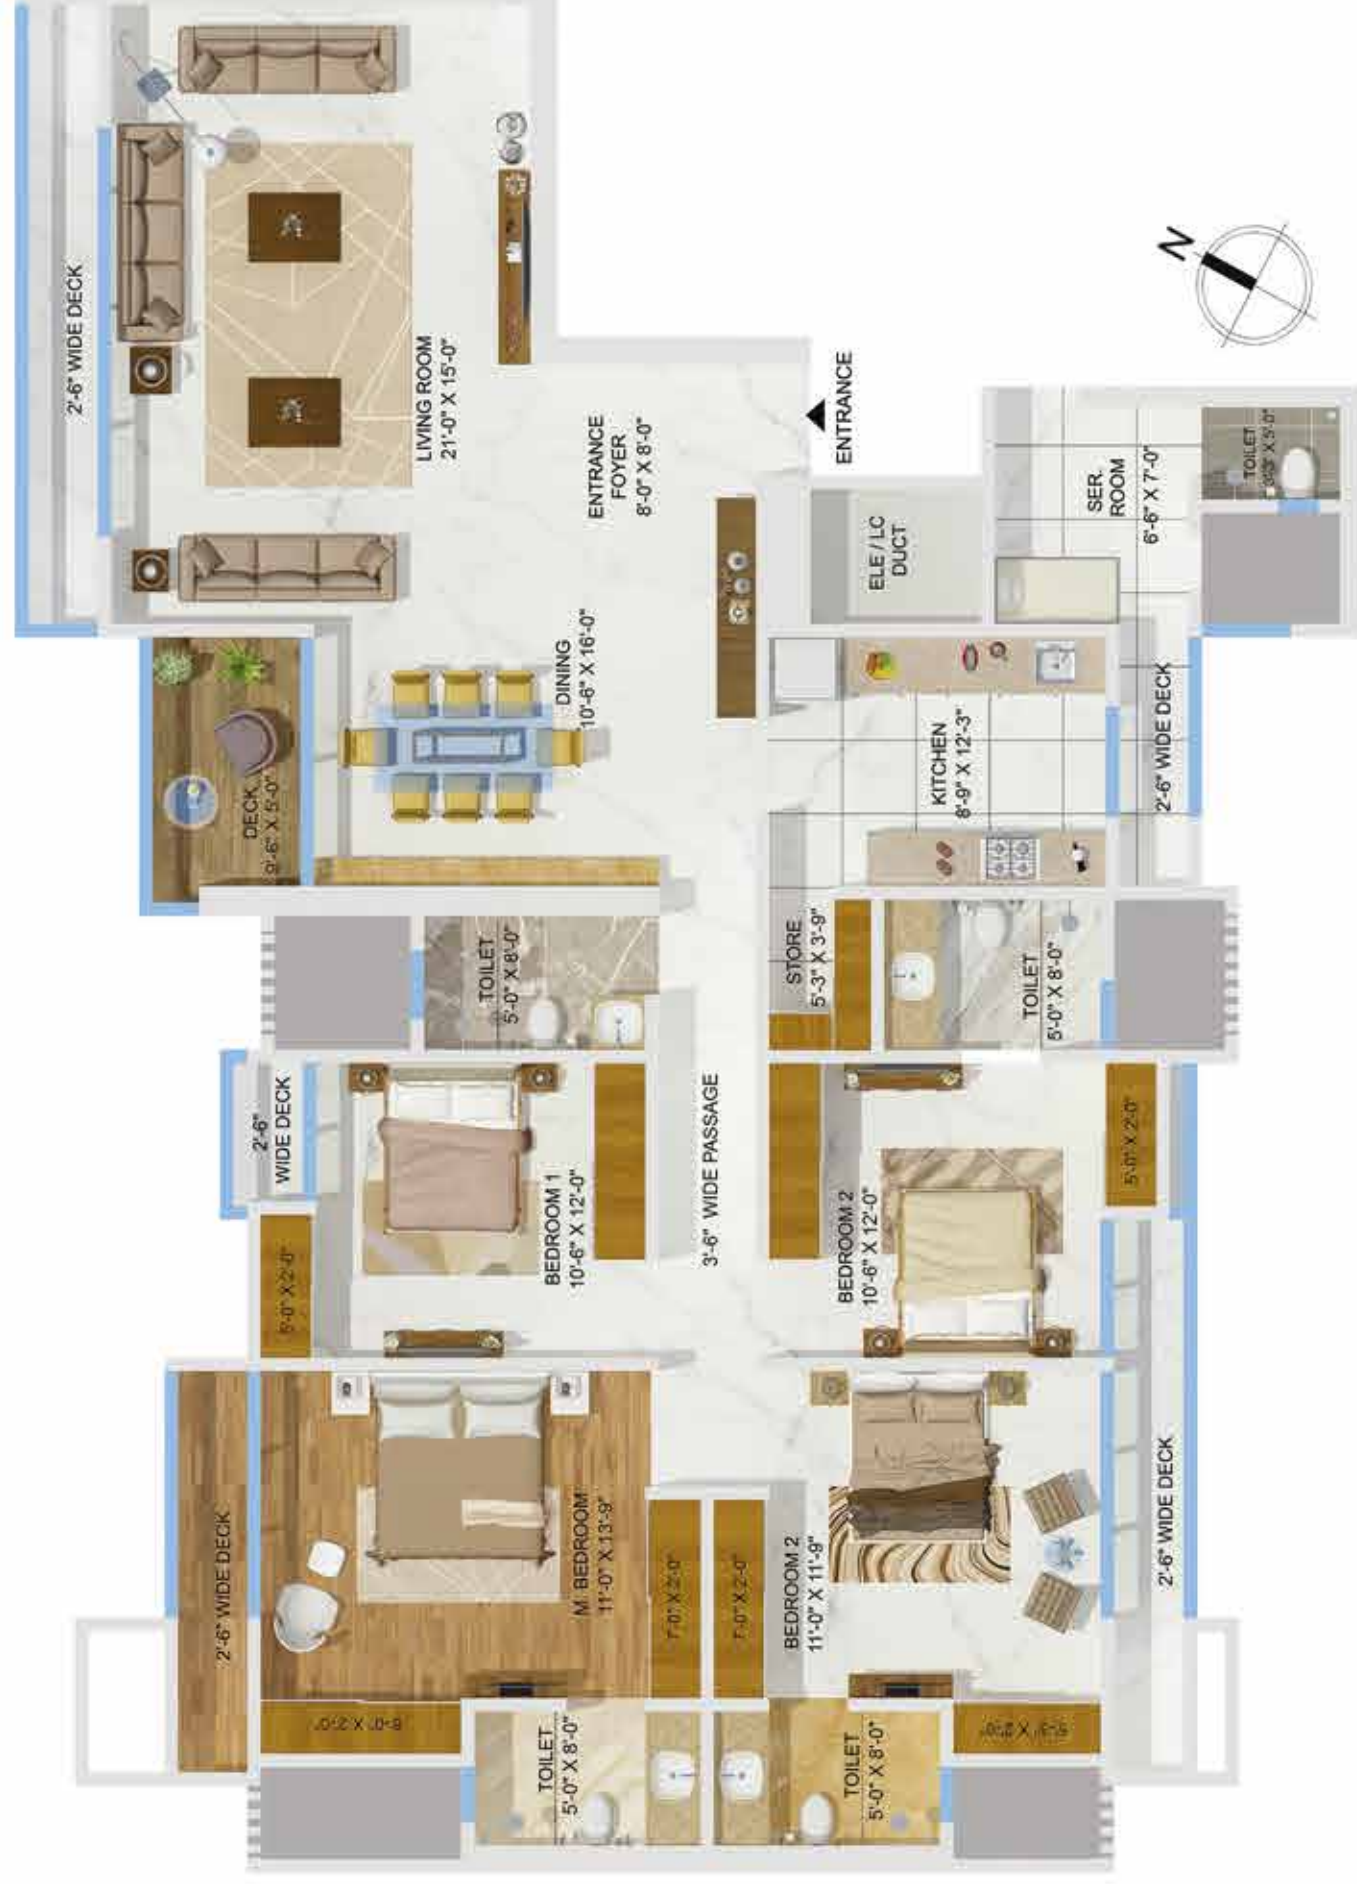 2'-6" WIDE DECK
2'-6" WIDE DECK
DECK
9'-6" X 5'-0"
2'-6"
WIDE DECK
5'-0" X 2'-0"
X 2'-0"
LIVING ROOM
21'-0" X 15'-0"
TOILET
5'-0" X 8'-0"
DINING
10'-6" X 16'-0"
BEDROOM 1
10'-6" X 12'-0"
M. BEDROOM
11'-0" X 13'-9"
TOILET
5'-0" X 8'-0"
ENTRANCE
FOYER
8'-0" X 8'-0"
7'-0" X 2'-0"
3'-6" WIDE PASSAGE
7'-0" X 2'-0"
BEDROOM 2
11'-0" X 11'-9"
STORE
5'-3" X 3'-9"
ENTRANCE
BEDROOM 2
10'-6" X 12'-0"
TOILET
5'-0" X 8'-0"
ELE / LC
DUCT
KITCHEN
8'-9" X 12'-3"
5'-3" X 2'-0"
TOILET
5'-0" X 8'-0"
SER.
ROOM
6'-6" X 7'-0"
5'-0" X 2'-0"
2'-6" WIDE DECK
2'-6" WIDE DECK
N
TOILET
X 5'-0"